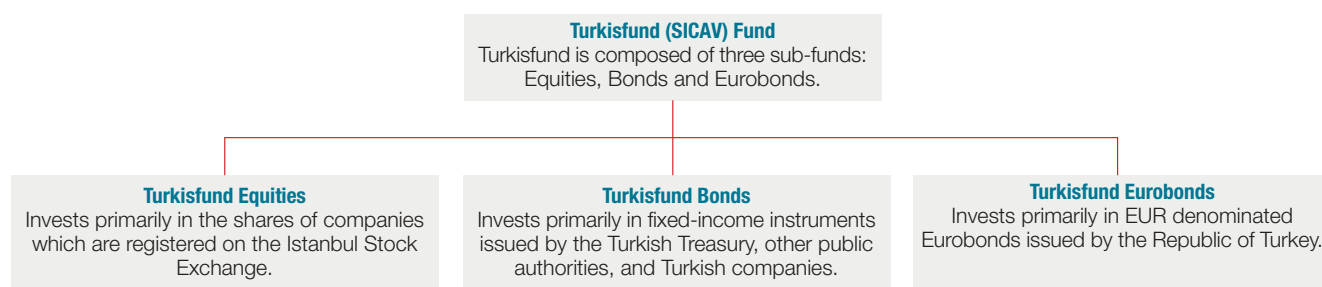 Turkisfund (SICAV) Fund
Turkisfund is composed of three sub-funds:
Equities, Bonds and Eurobonds.
Turkisfund Equities
Invests primarily in the shares of companies
which are registered on the Istanbul Stock
Exchange.
Turkisfund Bonds
Invests primarily in fixed-income instruments
issued by the Turkish Treasury, other public
authorities, and Turkish companies.
Turkisfund Eurobonds
Invests primarily in EUR denominated
Eurobonds issued by the Republic of Turkey.